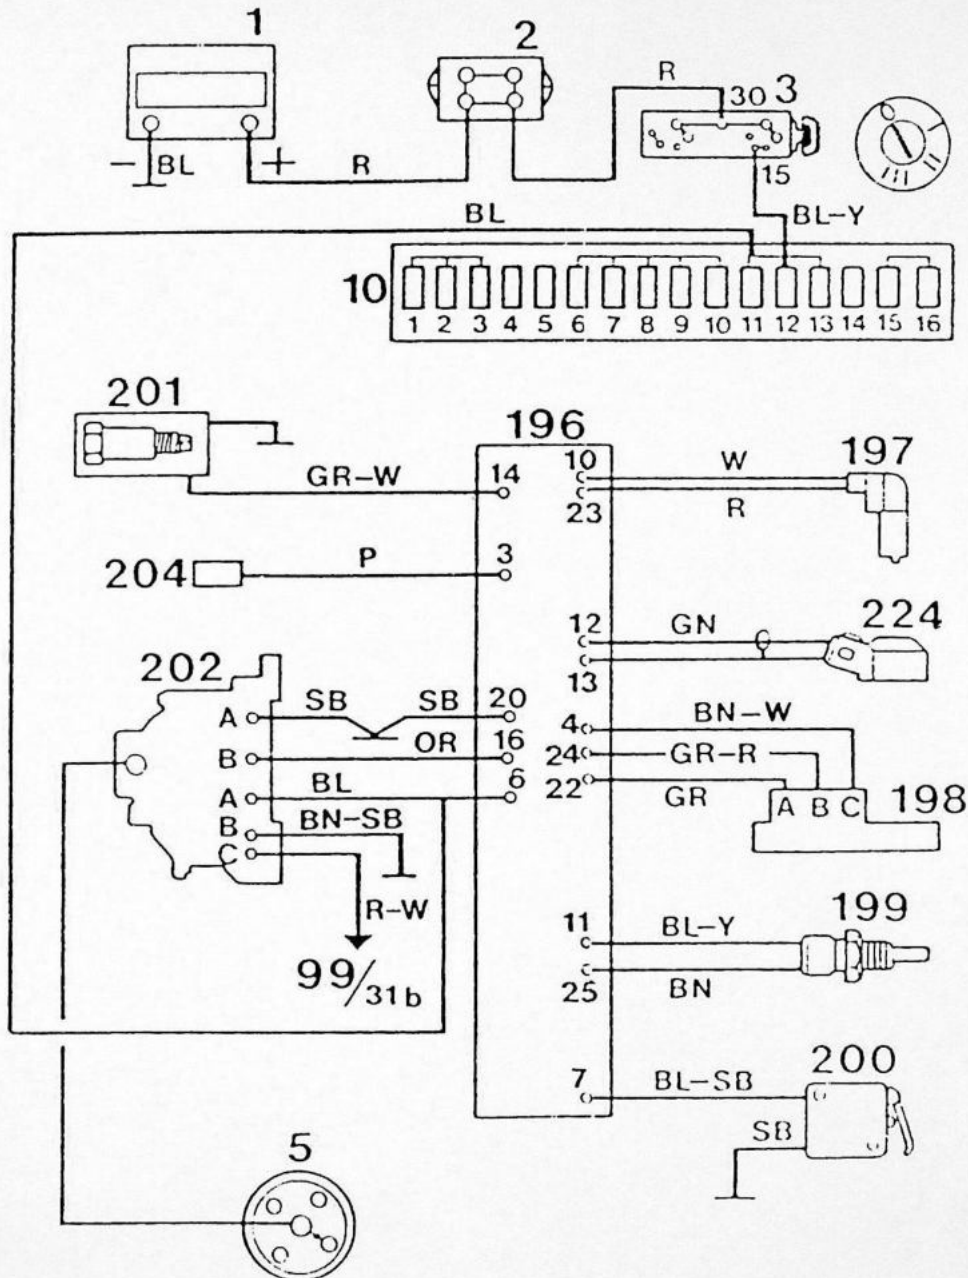 1
2
R
30 3
- BL + R
15
BL
BL-Y
10
1 2 3 4 5 6 7 8 9 10 11 12 13 14 15 16
201
196
10 W 197
GR-W 14
23 R
204 P 3
12 GN 224
13
202
A SB SB 20
4 BN-W
B OR 16
24 GR-R
A BL 6
22 GR A B C 198
B BN-SB
C
R-W
99/31b
11 BL-Y 199
25 BN
200
7 BL-SB
SB
5